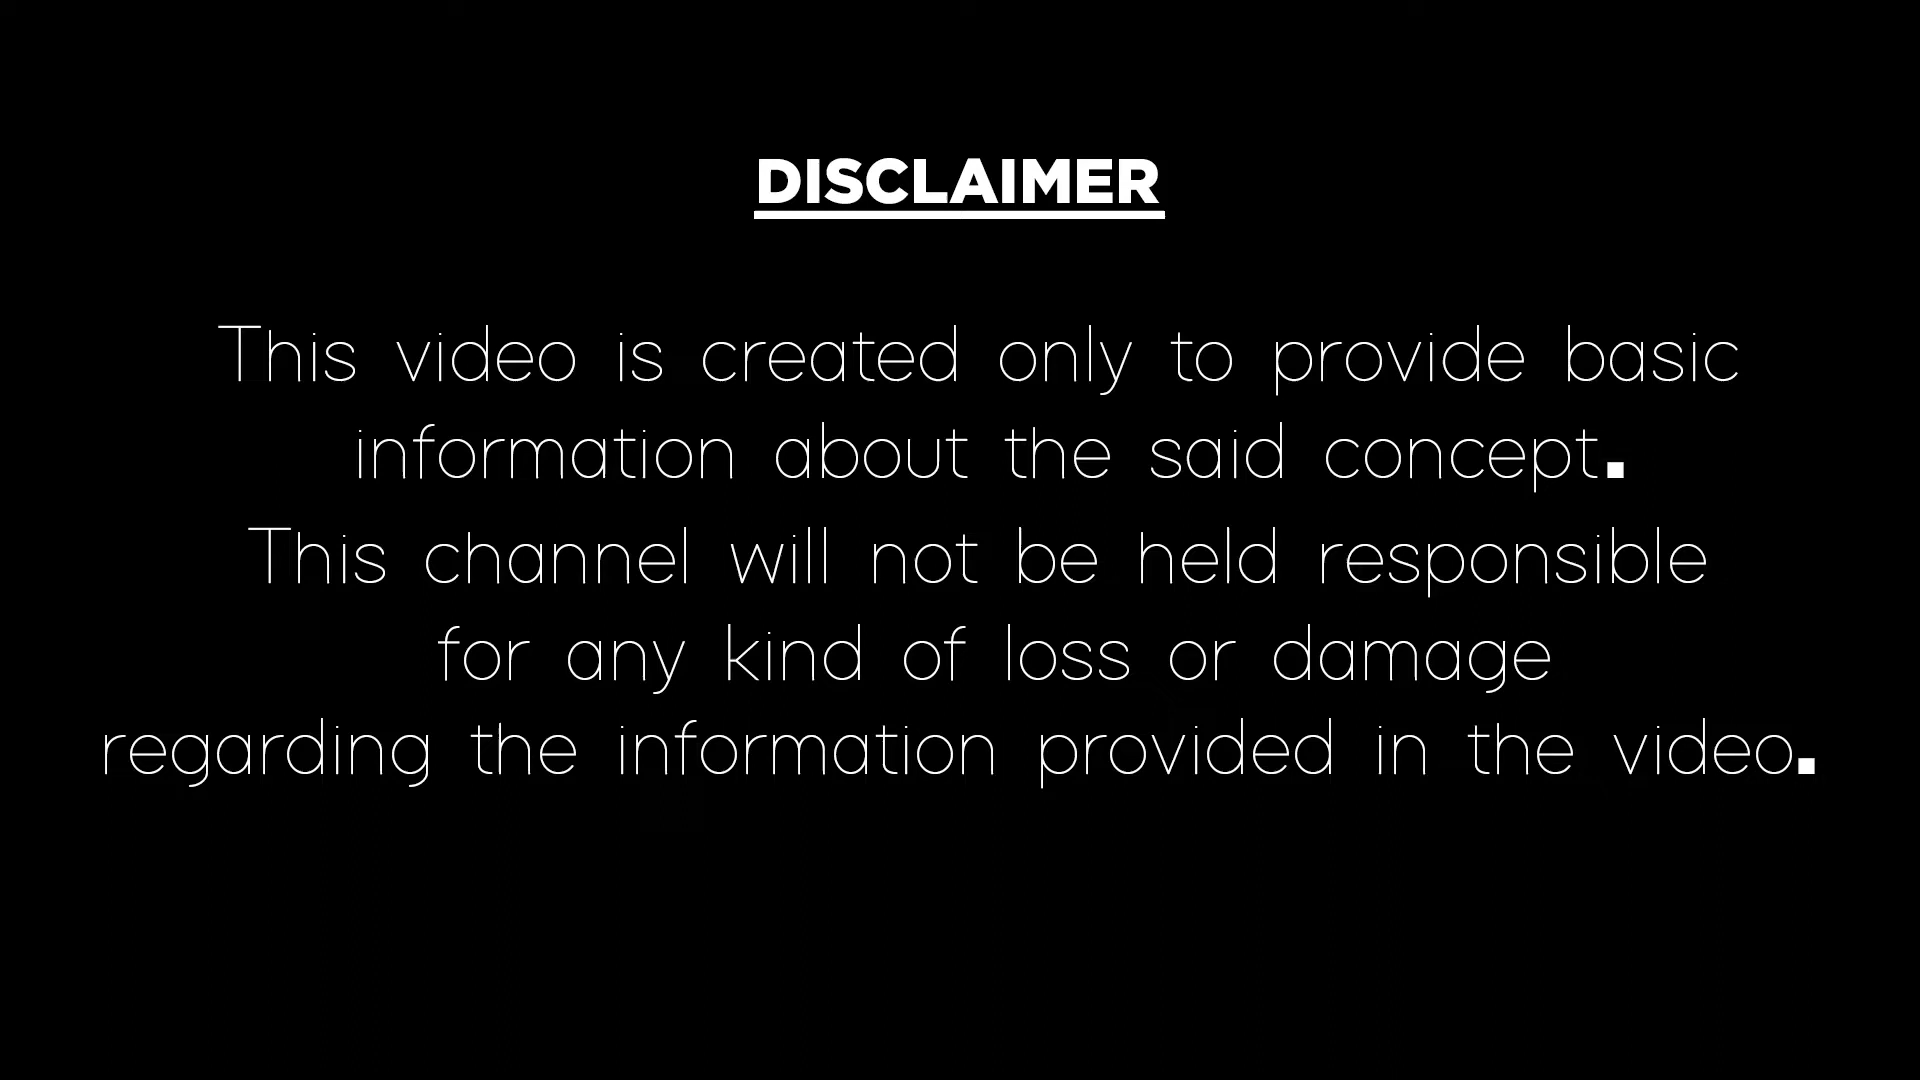 DISCLAIMER
This video is created only to provide basic
information about the said concept.
This channel will not be held responsible
for any kind of loss or damage
regarding the information provided in the video.